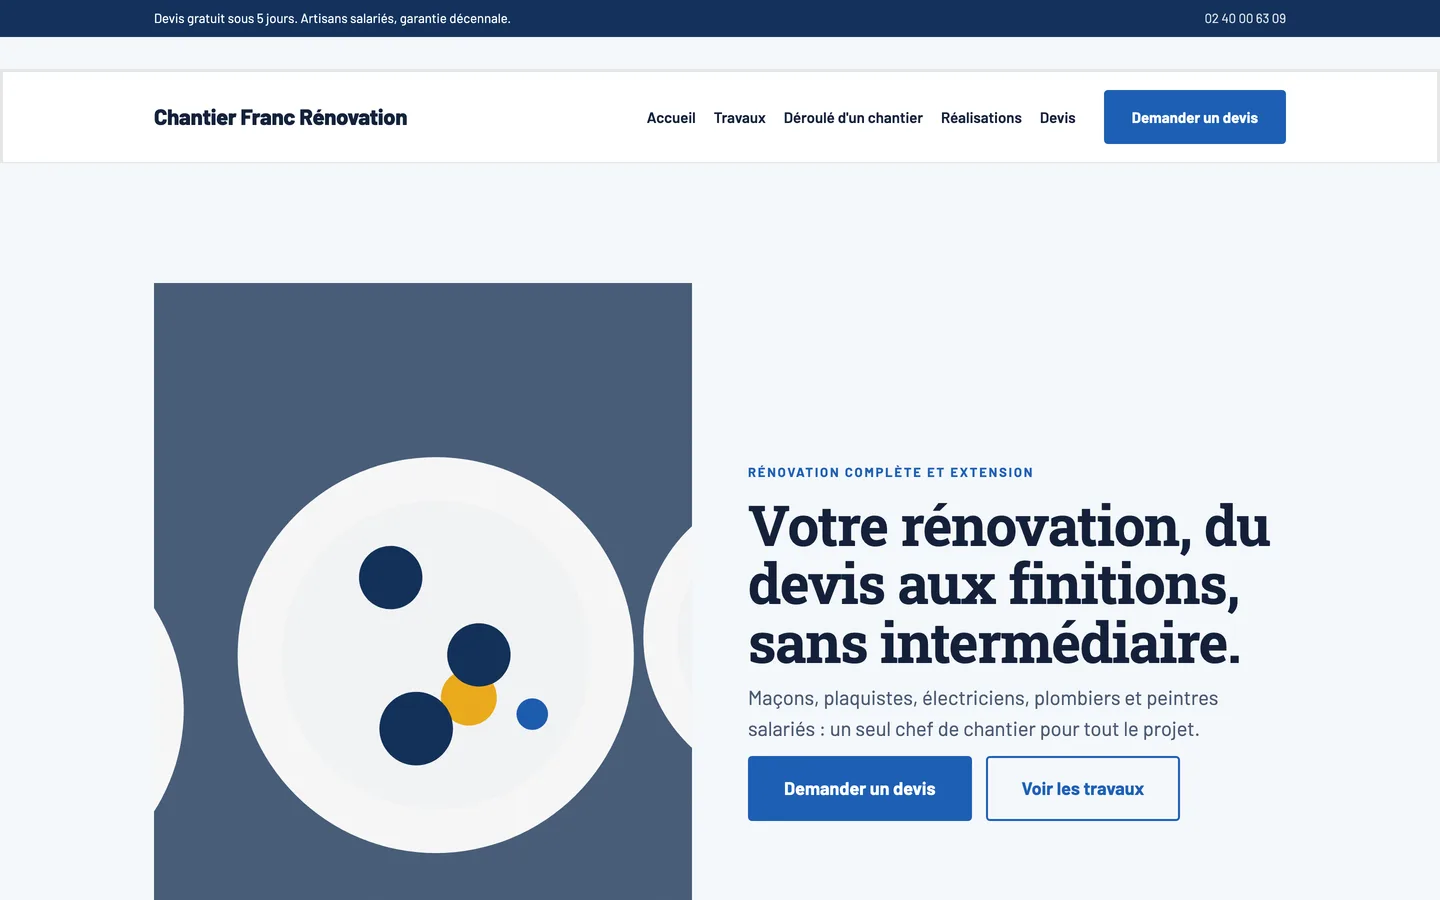 Devis gratuit sous 5 jours. Artisans salariés, garantie décennale.
02 40 00 63 09
Chantier Franc Rénovation
Accueil
Travaux
Déroulé d'un chantier
Réalisations
Devis
Demander un devis
RÉNOVATION COMPLÈTE ET EXTENSION
Votre rénovation, du
devis aux finitions,
sans intermédiaire.
Maçons, plaquistes, électriciens, plombiers et peintres
salariés : un seul chef de chantier pour tout le projet.
Demander un devis
Voir les travaux